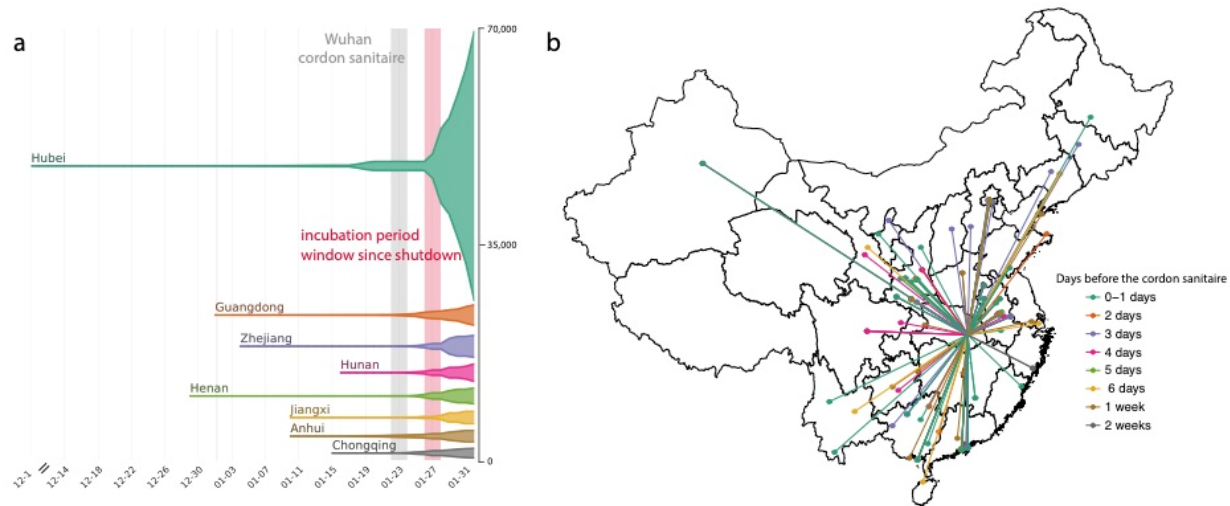 a
Wuhan
cordon sanitaire
70,000
Hubei
incubation period
window since shutdown
35,000
Guangdong
Zhejiang
Hunan
Henan
Jiangxi
Anhui
Chongqing
0
12-1
12-14
12-18
12-22
12-26
12-30
01-03
01-07
01-11
01-15
01-19
01-23
01-27
01-31
b
Days before the cordon sanitaire
0–1 days
2 days
3 days
4 days
5 days
6 days
1 week
2 weeks